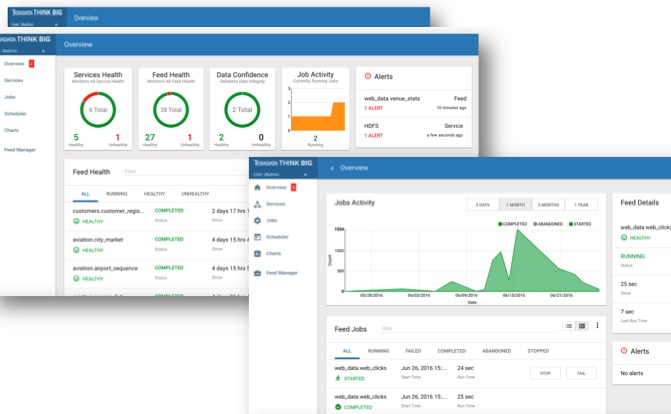 TERADATA THINK BIG
Overview
User: dladmin
TERADATA THINK BIG
Overview
dladmin
Overview
Services
Jobs
Scheduler
Charts
Feed Manager
Services Health
Monitors All Service Health
6 Total
5
Healthy
1
Unhealthy
Feed Health
Monitors All Feed Health
28 Total
27
Healthy
1
Unhealthy
Data Confidence
Validates Data Integrity
2 Total
2
Healthy
0
Unhealthy
Job Activity
Currently Running Jobs
3
2
1
0
2
Running
Alerts
web_data.venue_stats
Feed
1 ALERT
10 minutes ago
HDFS
Service
1 ALERT
a few seconds ago
Feed Health
Filter
ALL RUNNING HEALTHY UNHEALTHY
customers.customer_regis... COMPLETED 2 days 17 hrs
HEALTHY Status Since
aviation.city_market COMPLETED 4 days 15 hrs
HEALTHY Status Since
aviation.airport_sequence COMPLETED 4 days 15 hrs
HEALTHY Status Since
TERADATA THINK BIG
Overview
User: dladmin
Overview
Services
Jobs
Scheduler
Charts
Feed Manager
Jobs Activity
3 DAYS 1 MONTH 3 MONTHS 1 YEAR
COMPLETED ABANDONED STARTED
1000
500
0
Count
05/28/2016 06/03/2016 06/09/2016 06/15/2016 06/21/2016
Date
Feed Details
web_data.web_clicks
HEALTHY
RUNNING
Status
25 sec
Since
7 sec
Last Run Time
Alerts
No alerts
Feed Jobs
Filter
ALL RUNNING FAILED COMPLETED ABANDONED STOPPED
web_data.web_clicks Jun 26, 2016 15:... 24 sec STOP FAIL
STARTED Start Time Run Time
web_data.web_clicks Jun 26, 2016 15:... 25 sec
COMPLETED Start Time Run Time